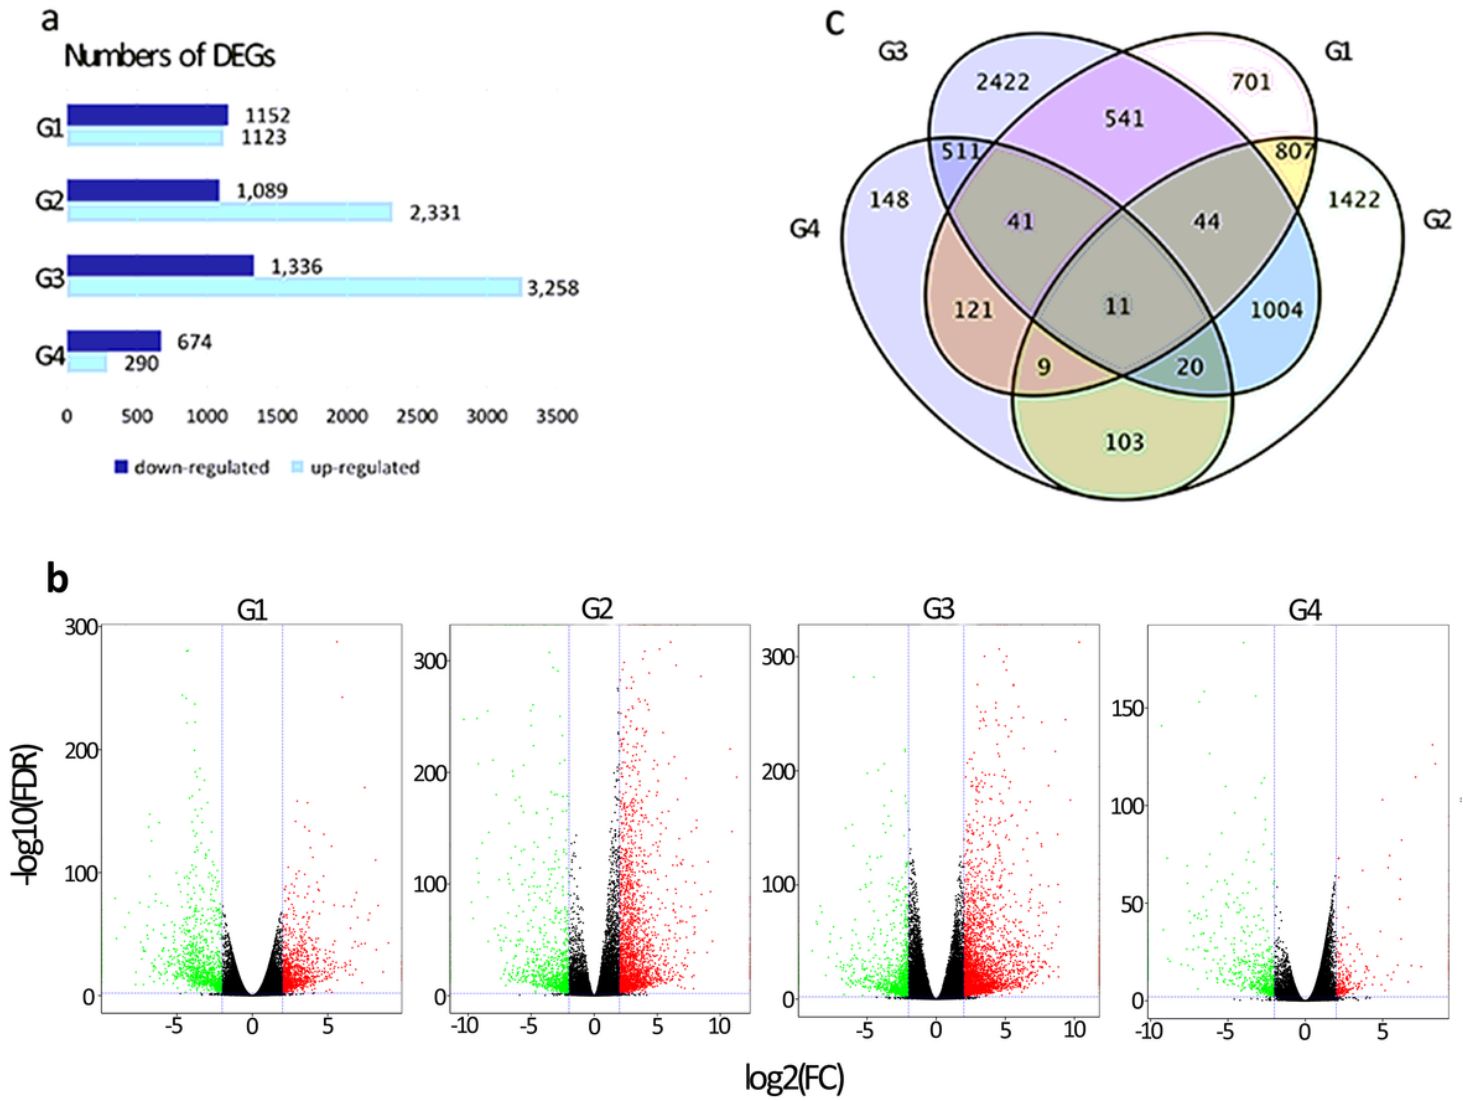 a
Numbers of DEGs
G1
1152
1123
G2
1,089
2,331
G3
1,336
3,258
G4
674
290
0 500 1000 1500 2000 2500 3000 3500
down-regulated up-regulated
c
G3 G1
2422 701
541
511 807
148 1422
G4 G2
41 44
121 11 1004
9 20
103
b
G1 G2 G3 G4
-log10(FDR)
300
200
100
0
-5 0 5
300
200
100
0
-10 -5 0 5 10
300
200
100
0
-5 0 5 10
150
100
50
0
-10 -5 0 5
log2(FC)